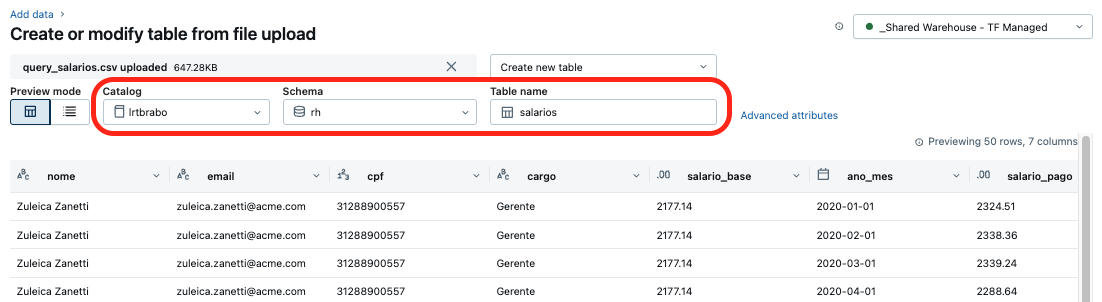 Add data
Create or modify table from file upload
_Shared Warehouse - TF Managed
query_salarios.csv uploaded 647.28KB
Create new table
Preview mode Catalog Schema Table name
lrtbrabo rh salarios Advanced attributes
Previewing 50 rows, 7 columns
nome email cpf cargo salario_base ano_mes salario_pago
Zuleica Zanetti zuleica.zanetti@acme.com 31288900557 Gerente 2177.14 2020-01-01 2324.51
Zuleica Zanetti zuleica.zanetti@acme.com 31288900557 Gerente 2177.14 2020-02-01 2338.36
Zuleica Zanetti zuleica.zanetti@acme.com 31288900557 Gerente 2177.14 2020-03-01 2339.24
Zuleica Zanetti zuleica.zanetti@acme.com 31288900557 Gerente 2177.14 2020-04-01 2288.64